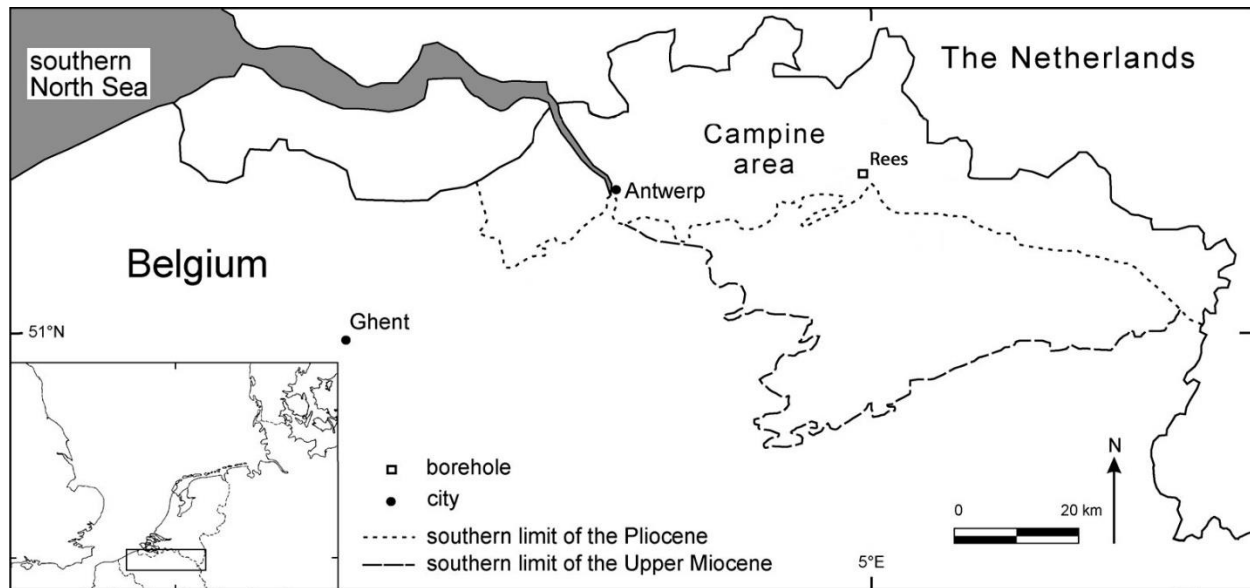 southern
North Sea
The Netherlands
Campine
area
Rees
Antwerp
Belgium
51°N
Ghent
borehole
city
southern limit of the Pliocene
southern limit of the Upper Miocene
N
0 20 km
5°E